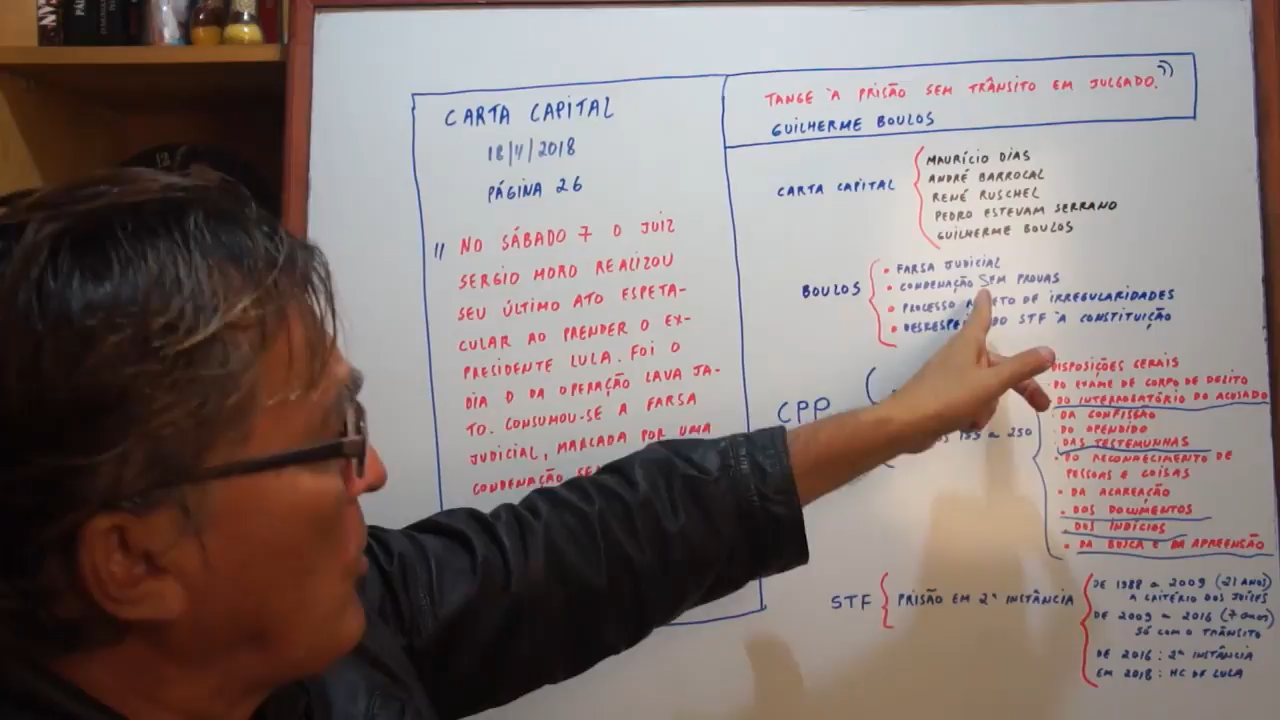 CARTA CAPITAL
18/4/2018
PÁGINA 26
" NO SÁBADO 7 O JUIZ
SERGIO MORO REALIZOU
SEU ÚLTIMO ATO ESPETA-
CULAR AO PRENDER O EX-
PRESIDENTE LULA. FOI O
DIA D DA OPERAÇÃO LAVA JA-
TO. CONSUMOU-SE A FARSA
JUDICIAL, MARCADA POR UMA
CONDENAÇÃO
TANGE À PRISÃO SEM TRÂNSITO EM JULGADO."
GUILHERME BOULOS
CARTA CAPITAL
MAURÍCIO DIAS
ANDRÉ BARROCAL
RENÉ RUSCHEL
PEDRO ESTEVAM SERRANO
GUILHERME BOULOS
BOULOS
• FARSA JUDICIAL
• CONDENAÇÃO SEM PROVAS
• PROCESSO DE IRREGULARIDADES
• DO STF À CONSTITUIÇÃO
CPP
155 a 250
DISPOSIÇÕES GERAIS
• DO EXAME DE CORPO DE DELITO
DO INTERROGATÓRIO DO ACUSADO
• DA CONFISSÃO
• DO OFENDIDO
DAS TESTEMUNHAS
• DO RECONHECIMENTO DE
PESSOAS E COISAS
• DA ACAREAÇÃO
• DOS DOCUMENTOS
• DOS INDÍCIOS
• DA BUSCA E DA APREENSÃO
STF
PRISÃO EM 2ª INSTÂNCIA
DE 1988 a 2009 (21 ANOS)
A CRITÉRIO DOS JUÍZES
DE 2009 a 2016 (7 anos)
SÓ COM O TRÂNSITO
DE 2016: 2ª INSTÂNCIA
EM 2018: HC DE LULA